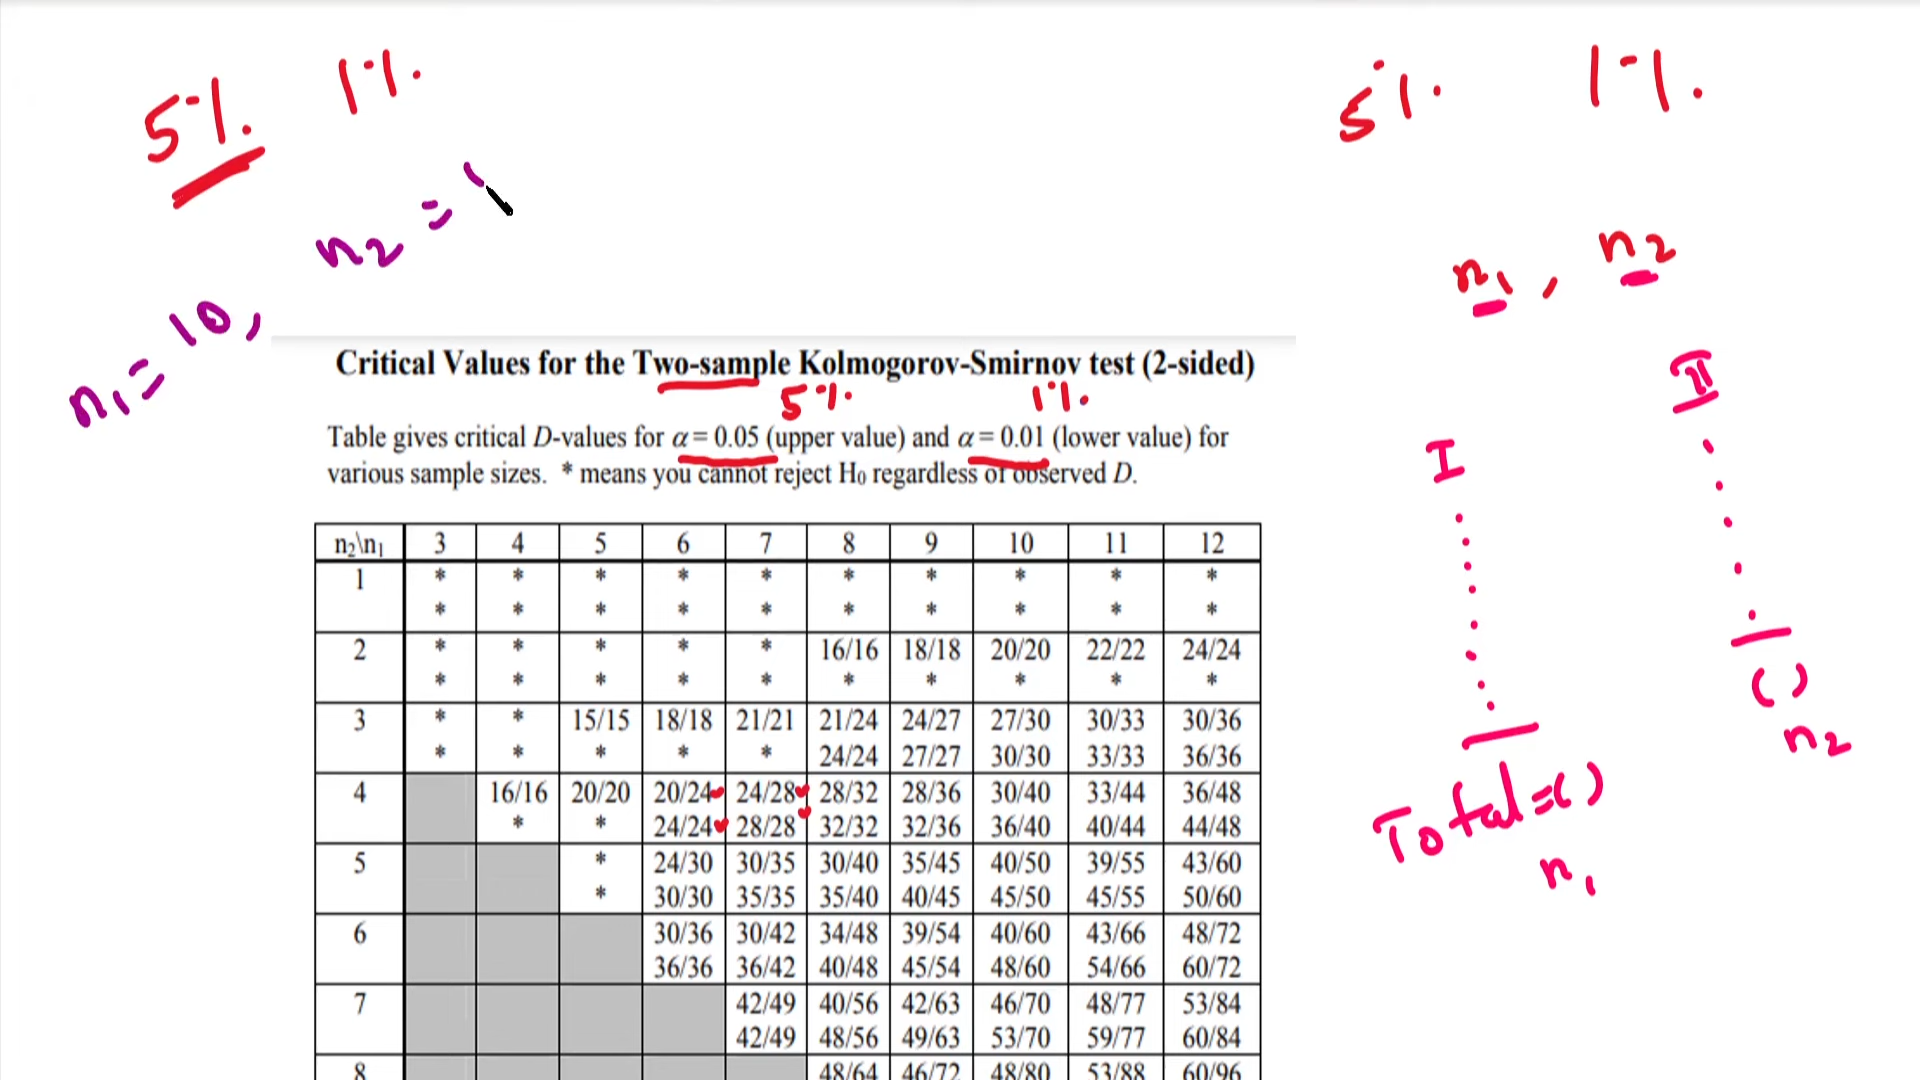 5% 1%
5% 1%
n2 =
n1 = 10,
n1, n2
Critical Values for the Two-sample Kolmogorov-Smirnov test (2-sided)
5% 1%
Table gives critical D-values for α = 0.05 (upper value) and α = 0.01 (lower value) for
various sample sizes. * means you cannot reject H0 regardless of observed D.
n2\n1 3 4 5 6 7 8 9 10 11 12
1 * * * * * * * * * *
* * * * * * * * * *
2 * * * * * 16/16 18/18 20/20 22/22 24/24
* * * * * * * * * *
3 * * 15/15 18/18 21/21 21/24 24/27 27/30 30/33 30/36
* * * * * 24/24 27/27 30/30 33/33 36/36
4 16/16 20/20 20/24 24/28 28/32 28/36 30/40 33/44 36/48
* * 24/24 28/28 32/32 32/36 36/40 40/44 44/48
5 * 24/30 30/35 30/40 35/45 40/50 39/55 43/60
* 30/30 35/35 35/40 40/45 45/50 45/55 50/60
6 30/36 30/42 34/48 39/54 40/60 43/66 48/72
36/36 36/42 40/48 45/54 48/60 54/66 60/72
7 42/49 40/56 42/63 46/70 48/77 53/84
42/49 48/56 49/63 53/70 59/77 60/84
8 48/64 46/72 48/80 53/88 60/96
I
Total = ( )
n1
II
( )
n2